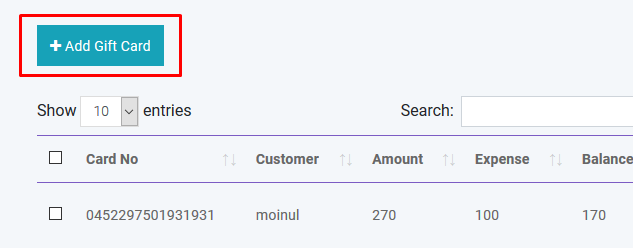 + Add Gift Card
Show 10 entries Search:
Card No Customer Amount Expense Balance
0452297501931931 moinul 270 100 170